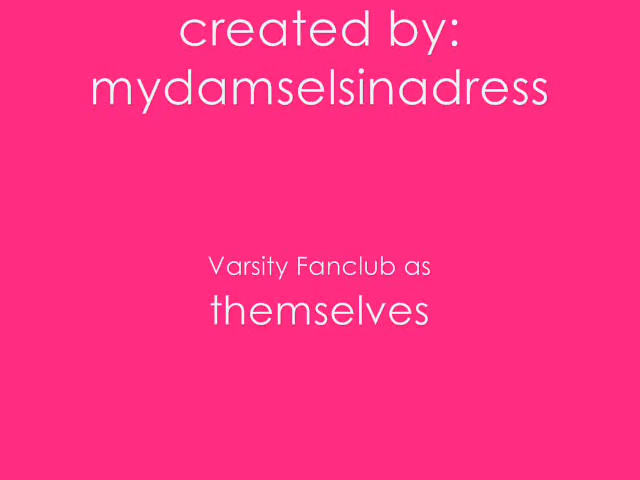 created by:
mydamselsinadress
Varsity Fanclub as
themselves